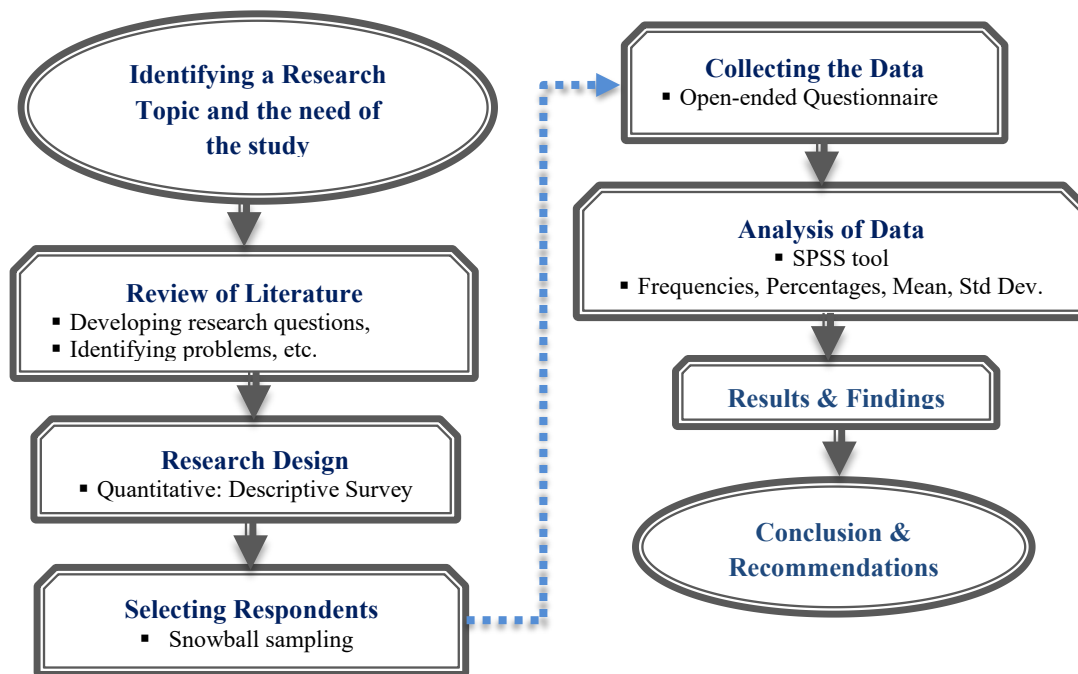 Identifying a Research
Topic and the need of
the study
Review of Literature
▪ Developing research questions,
▪ Identifying problems, etc.
Research Design
▪ Quantitative: Descriptive Survey
Selecting Respondents
▪ Snowball sampling
Collecting the Data
▪ Open-ended Questionnaire
Analysis of Data
▪ SPSS tool
▪ Frequencies, Percentages, Mean, Std Dev.
Results & Findings
Conclusion &
Recommendations